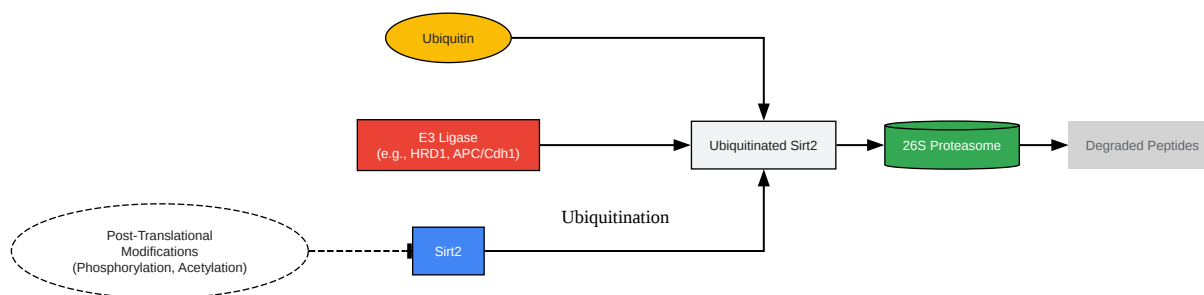 Ubiquitin
E3 Ligase
(e.g., HRD1, APC/Cdh1)
Ubiquitinated Sirt2
26S Proteasome
Degraded Peptides
Ubiquitination
Post-Translational
Modifications
(Phosphorylation, Acetylation)
Sirt2